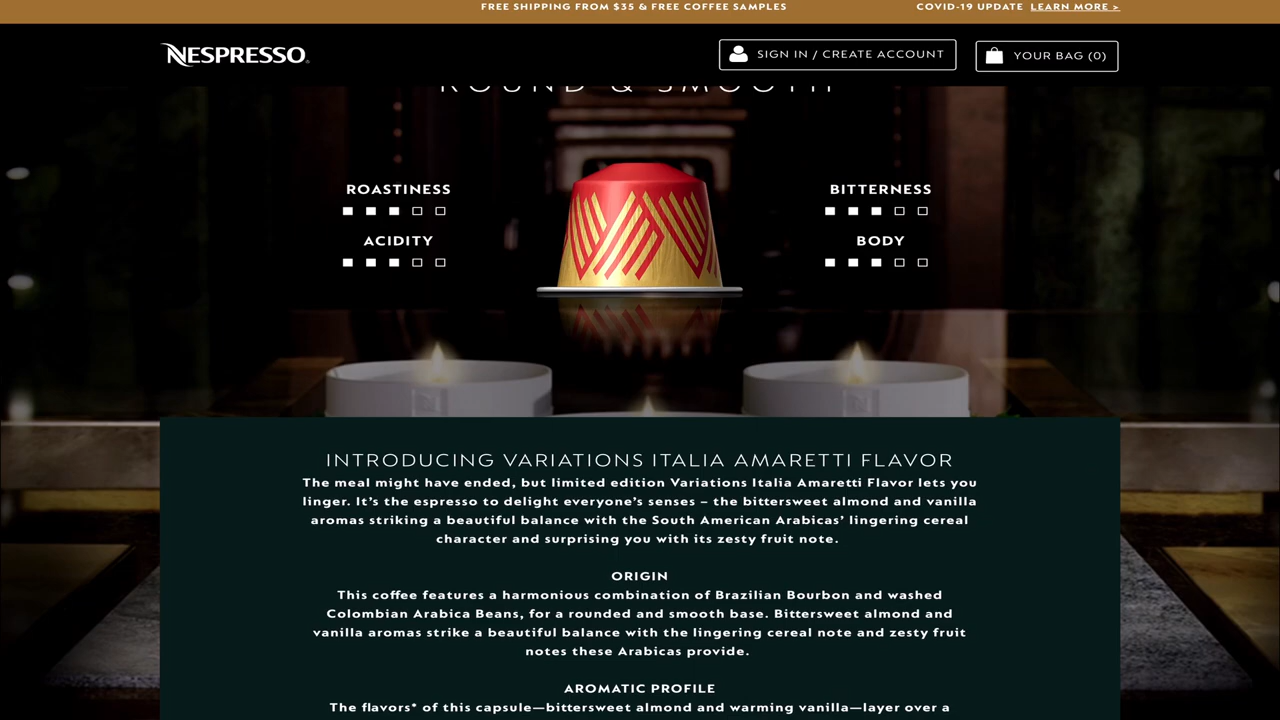 FREE SHIPPING FROM $35 & FREE COFFEE SAMPLES
COVID-19 UPDATE LEARN MORE >
NESPRESSO
SIGN IN / CREATE ACCOUNT
YOUR BAG (0)
ROUND & SMOOTH
ROASTINESS
BITTERNESS
ACIDITY
BODY
INTRODUCING VARIATIONS ITALIA AMARETTI FLAVOR
The meal might have ended, but limited edition Variations Italia Amaretti Flavor lets you
linger. It’s the espresso to delight everyone’s senses – the bittersweet almond and vanilla
aromas striking a beautiful balance with the South American Arabicas’ lingering cereal
character and surprising you with its zesty fruit note.
ORIGIN
This coffee features a harmonious combination of Brazilian Bourbon and washed
Colombian Arabica Beans, for a rounded and smooth base. Bittersweet almond and
vanilla aromas strike a beautiful balance with the lingering cereal note and zesty fruit
notes these Arabicas provide.
AROMATIC PROFILE
The flavors* of this capsule—bittersweet almond and warming vanilla—layer over a